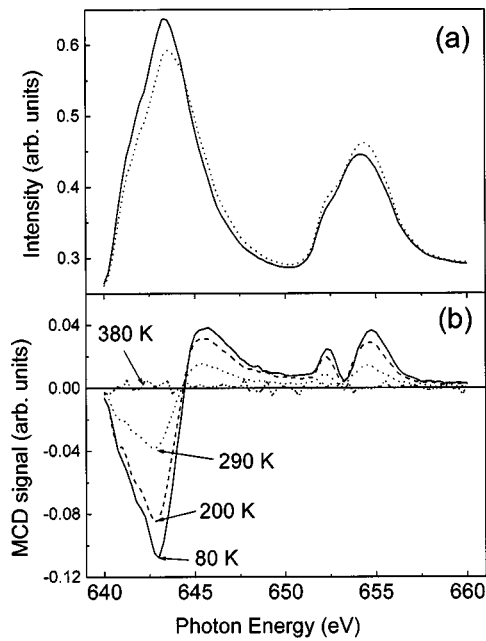 (a)
0.6
0.5
0.4
0.3
Intensity (arb. units)
(b)
0.04
0.00
-0.04
-0.08
-0.12
MCD signal (arb. units)
380 K
290 K
200 K
80 K
640 645 650 655 660
Photon Energy (eV)